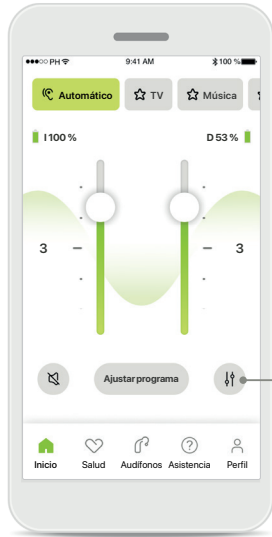 PH 9:41 AM 100 %
Automático TV Música
I 100 % D 53 %
3 3
Ajustar programa
Inicio Salud Audífonos Asistencia Perfil